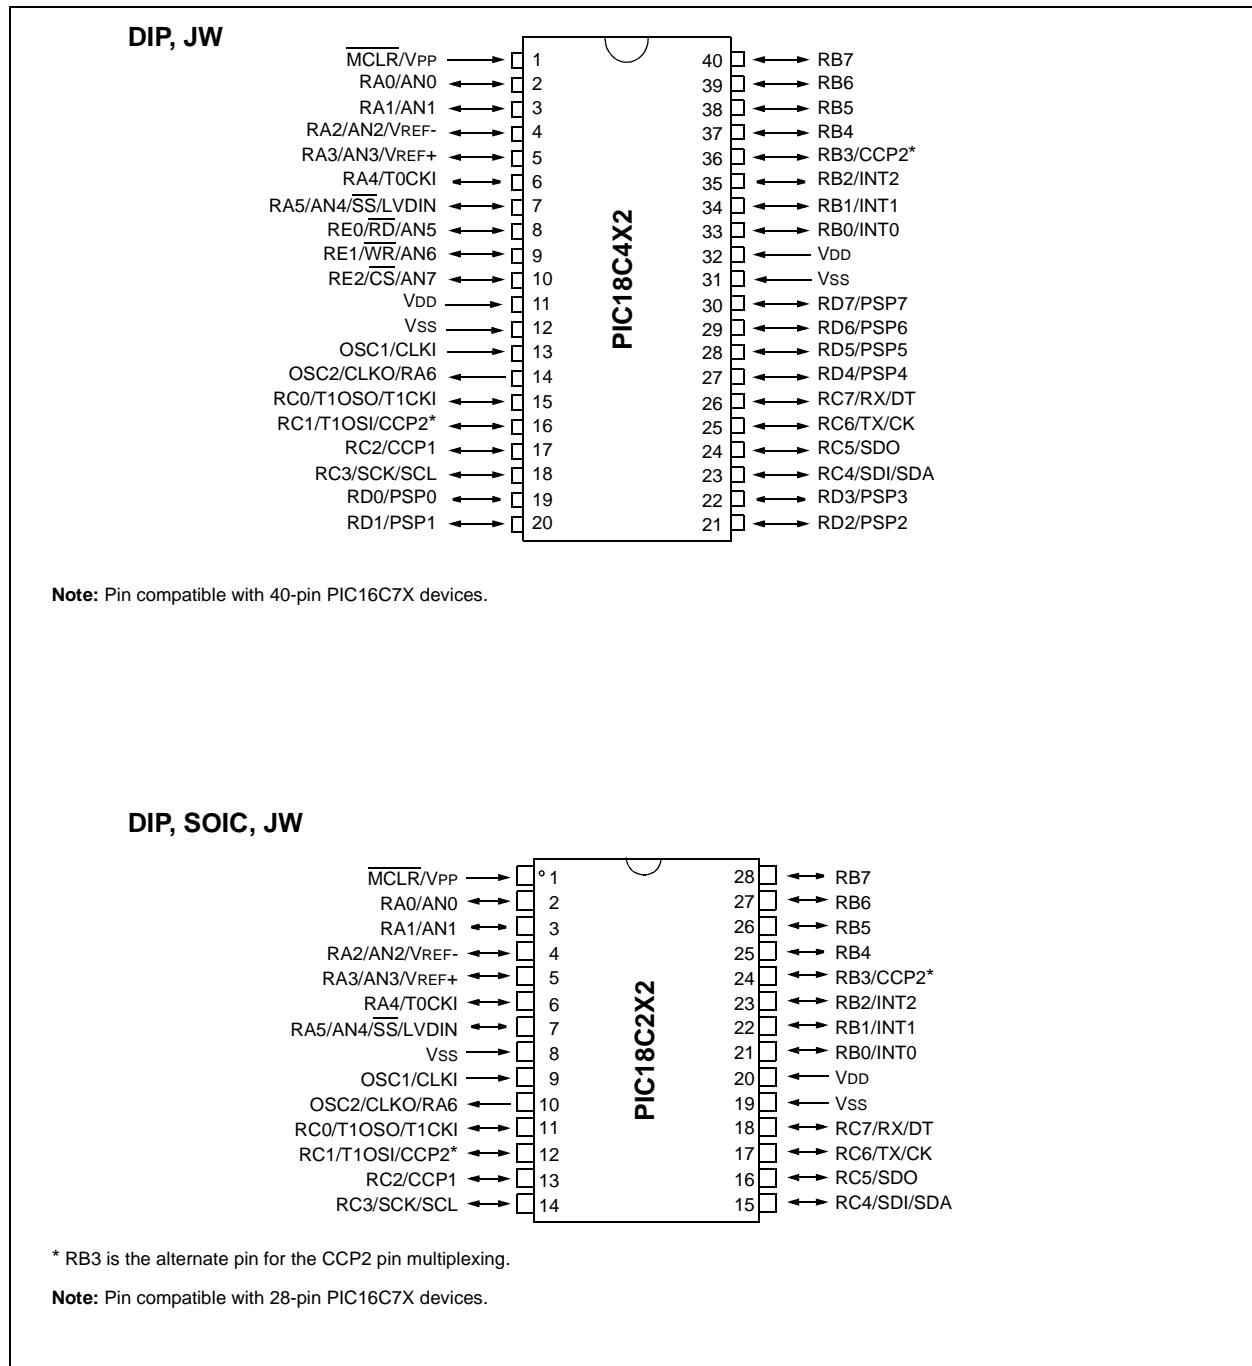 DIP, JW
MCLR/VPP 1 40 RB7
RA0/AN0 2 39 RB6
RA1/AN1 3 38 RB5
RA2/AN2/VREF- 4 37 RB4
RA3/AN3/VREF+ 5 36 RB3/CCP2*
RA4/T0CKI 6 35 RB2/INT2
RA5/AN4/SS/LVDIN 7 34 RB1/INT1
RE0/RD/AN5 8 33 RB0/INT0
RE1/WR/AN6 9 32 VDD
RE2/CS/AN7 10 31 VSS
VDD 11 30 RD7/PSP7
VSS 12 29 RD6/PSP6
OSC1/CLKI 13 28 RD5/PSP5
OSC2/CLKO/RA6 14 27 RD4/PSP4
RC0/T1OSO/T1CKI 15 26 RC7/RX/DT
RC1/T1OSI/CCP2* 16 25 RC6/TX/CK
RC2/CCP1 17 24 RC5/SDO
RC3/SCK/SCL 18 23 RC4/SDI/SDA
RD0/PSP0 19 22 RD3/PSP3
RD1/PSP1 20 21 RD2/PSP2
PIC18C4X2
Note: Pin compatible with 40-pin PIC16C7X devices.
DIP, SOIC, JW
MCLR/VPP 1 28 RB7
RA0/AN0 2 27 RB6
RA1/AN1 3 26 RB5
RA2/AN2/VREF- 4 25 RB4
RA3/AN3/VREF+ 5 24 RB3/CCP2*
RA4/T0CKI 6 23 RB2/INT2
RA5/AN4/SS/LVDIN 7 22 RB1/INT1
VSS 8 21 RB0/INT0
OSC1/CLKI 9 20 VDD
OSC2/CLKO/RA6 10 19 VSS
RC0/T1OSO/T1CKI 11 18 RC7/RX/DT
RC1/T1OSI/CCP2* 12 17 RC6/TX/CK
RC2/CCP1 13 16 RC5/SDO
RC3/SCK/SCL 14 15 RC4/SDI/SDA
PIC18C2X2
* RB3 is the alternate pin for the CCP2 pin multiplexing.
Note: Pin compatible with 28-pin PIC16C7X devices.